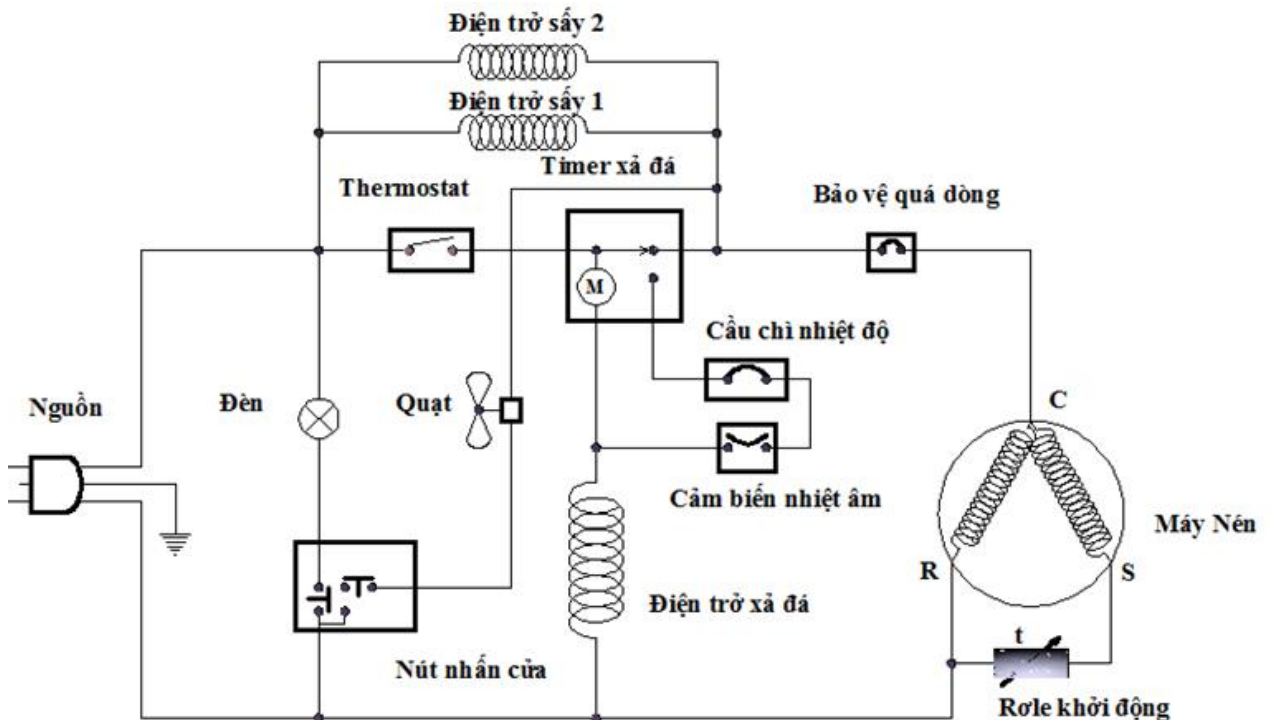 Điện trở sấy 2
Điện trở sấy 1
Timer xả đá
Thermostat
Bảo vệ quá dòng
M
Cầu chì nhiệt độ
Nguồn
Đèn
Quạt
C
Cảm biến nhiệt âm
Máy Nén
R
S
Điện trở xả đá
t
Nút nhấn cửa
Rơle khởi động